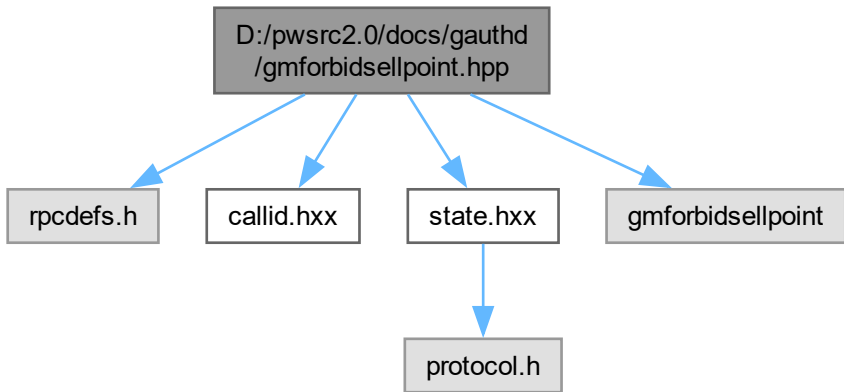 D:/pwsrc2.0/docs/gauthd
/gmforbidsellpoint.hpp
rpcdefs.h
callid.hxx
state.hxx
gmforbidsellpoint
protocol.h